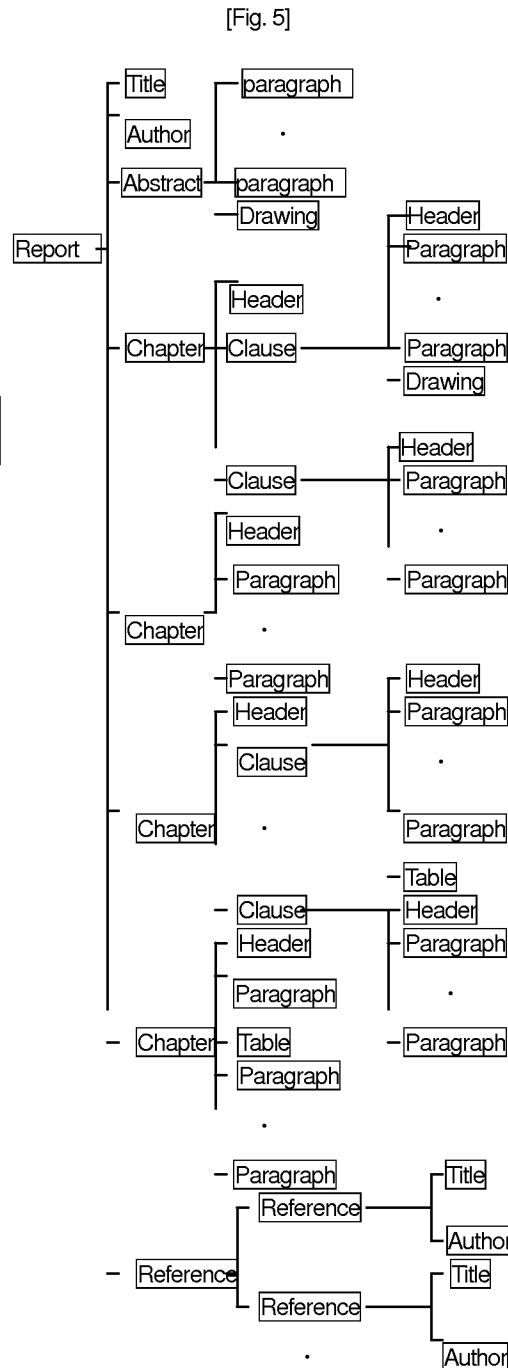 [Fig. 5]
Title paragraph
Author
Abstract paragraph
Drawing Header
Report Paragraph
Header
Chapter Clause Paragraph
Drawing
Header
Clause Paragraph
Header
Paragraph Paragraph
Chapter
Paragraph Header
Header Paragraph
Clause
Chapter Paragraph
Table
Clause Header
Header Paragraph
Paragraph
Chapter Table Paragraph
Paragraph
Paragraph Title
Reference
Author
Reference Title
Reference
Author